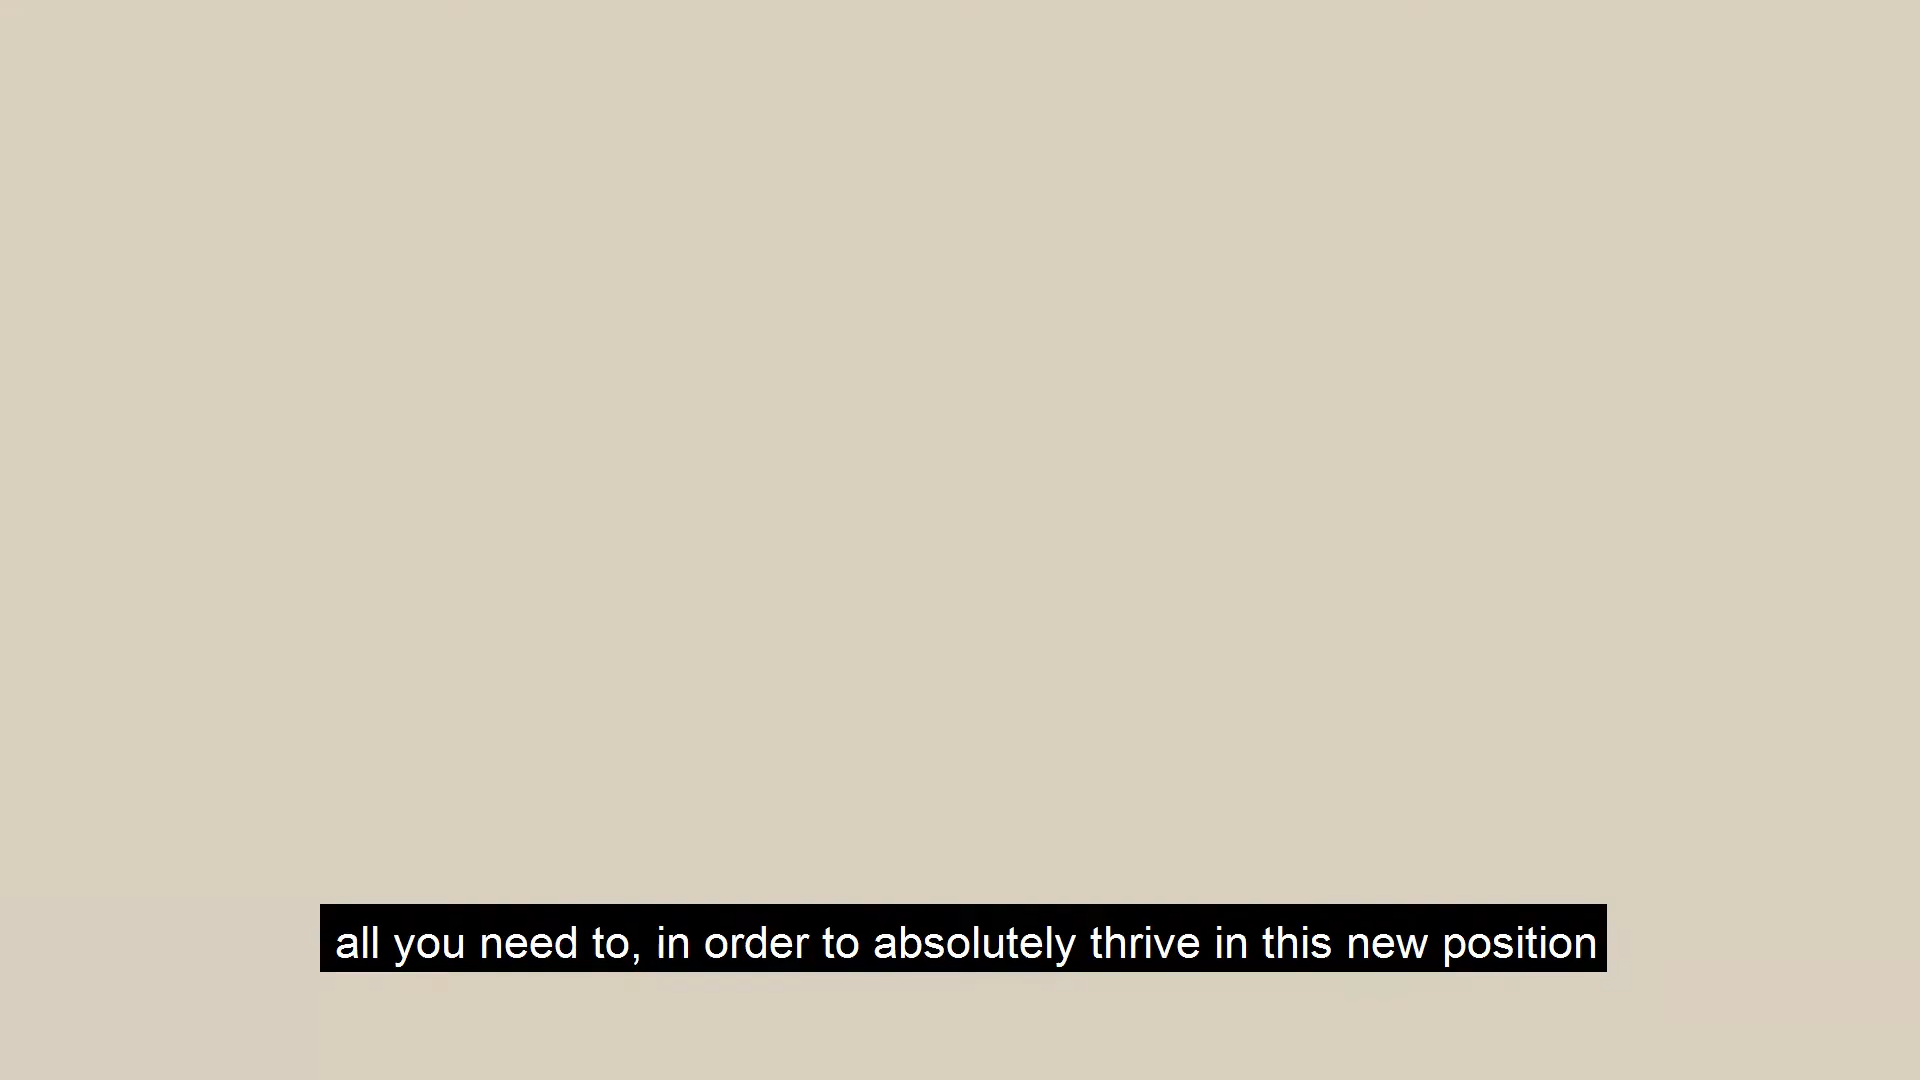 all you need to, in order to absolutely thrive in this new position